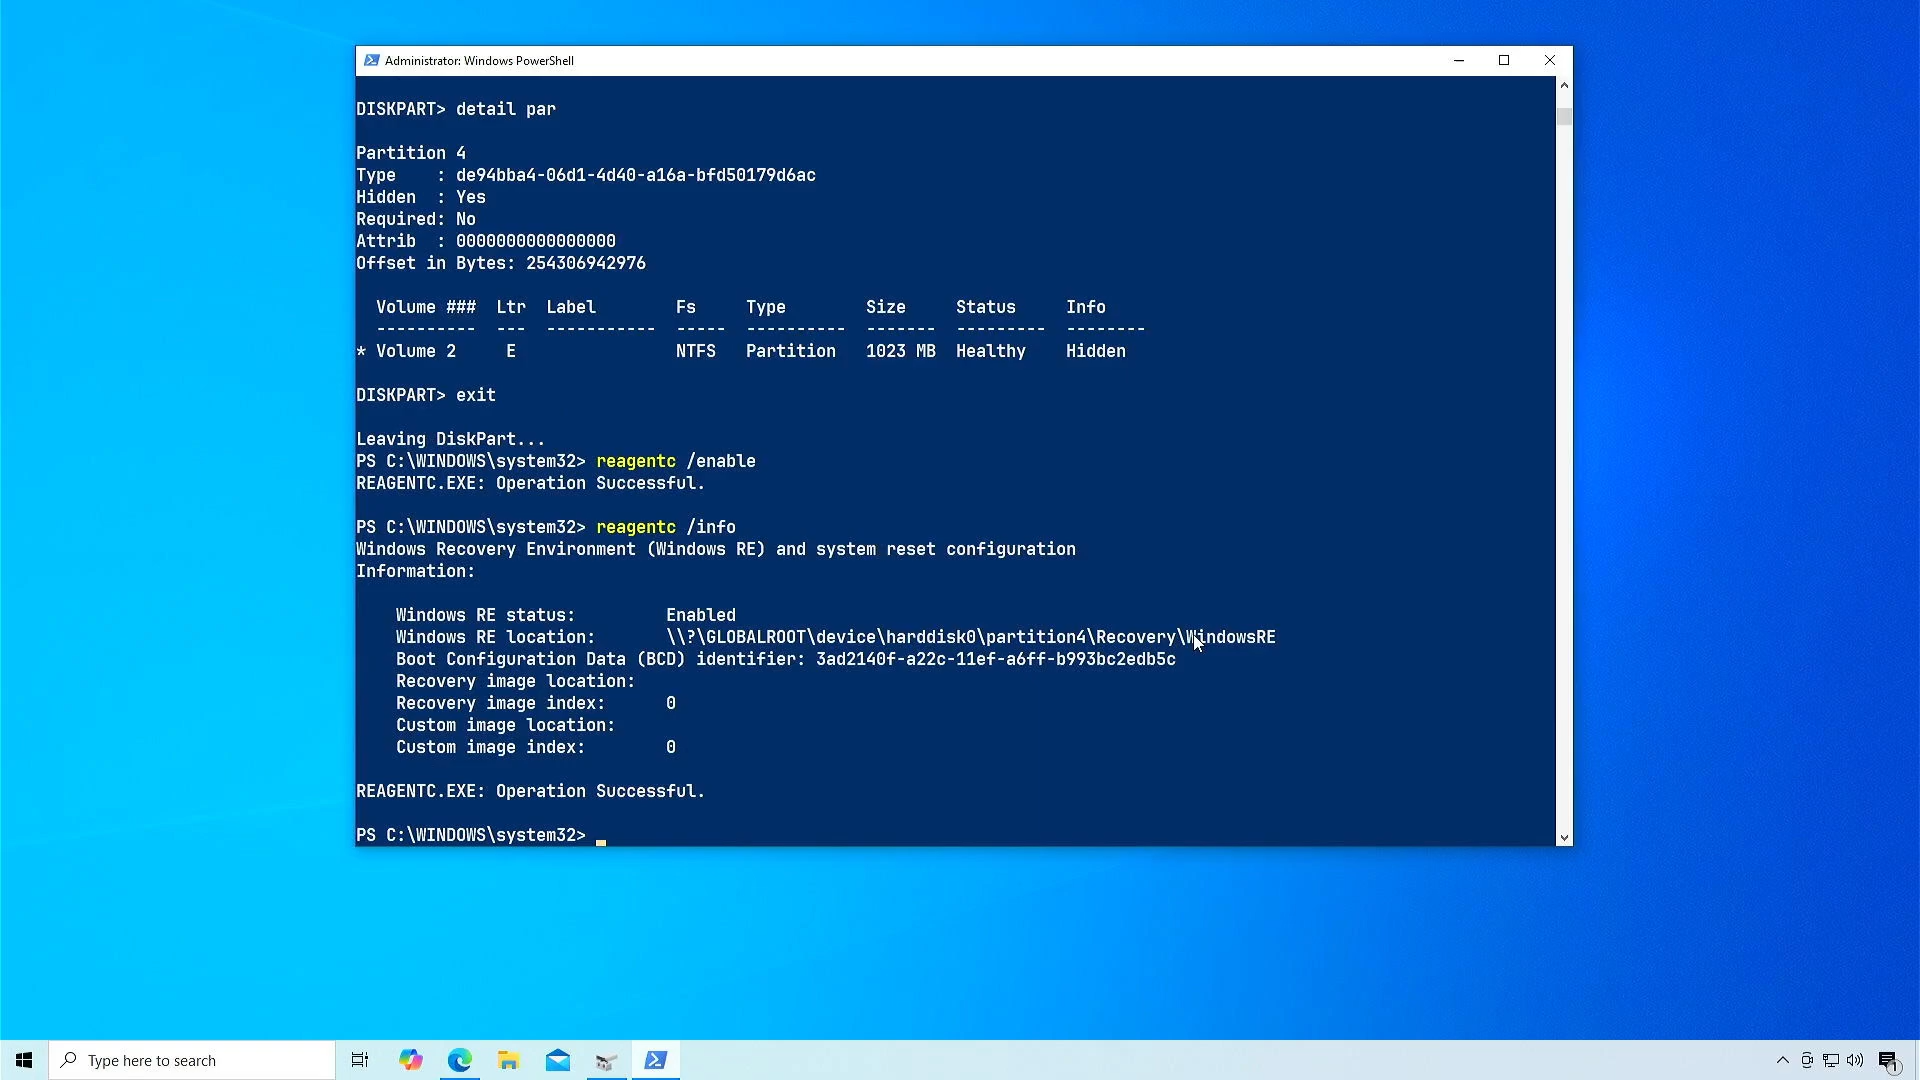 Administrator: Windows PowerShell
DISKPART> detail par
Partition 4
Type    : de94bba4-06d1-4d40-a16a-bfd50179d6ac
Hidden  : Yes
Required: No
Attrib  : 0000000000000000
Offset in Bytes: 254306942976
  Volume ###  Ltr  Label        Fs     Type        Size     Status     Info
  ----------  ---  -----------  -----  ----------  -------  ---------  --------
* Volume 2     E                NTFS   Partition   1023 MB  Healthy    Hidden
DISKPART> exit
Leaving DiskPart...
PS C:\WINDOWS\system32> reagentc /enable
REAGENTC.EXE: Operation Successful.
PS C:\WINDOWS\system32> reagentc /info
Windows Recovery Environment (Windows RE) and system reset configuration
Information:
    Windows RE status:         Enabled
    Windows RE location:       \\?\GLOBALROOT\device\harddisk0\partition4\Recovery\WindowsRE
    Boot Configuration Data (BCD) identifier: 3ad2140f-a22c-11ef-a6ff-b993bc2edb5c
    Recovery image location:
    Recovery image index:      0
    Custom image location:
    Custom image index:        0
REAGENTC.EXE: Operation Successful.
PS C:\WINDOWS\system32>
Type here to search
1